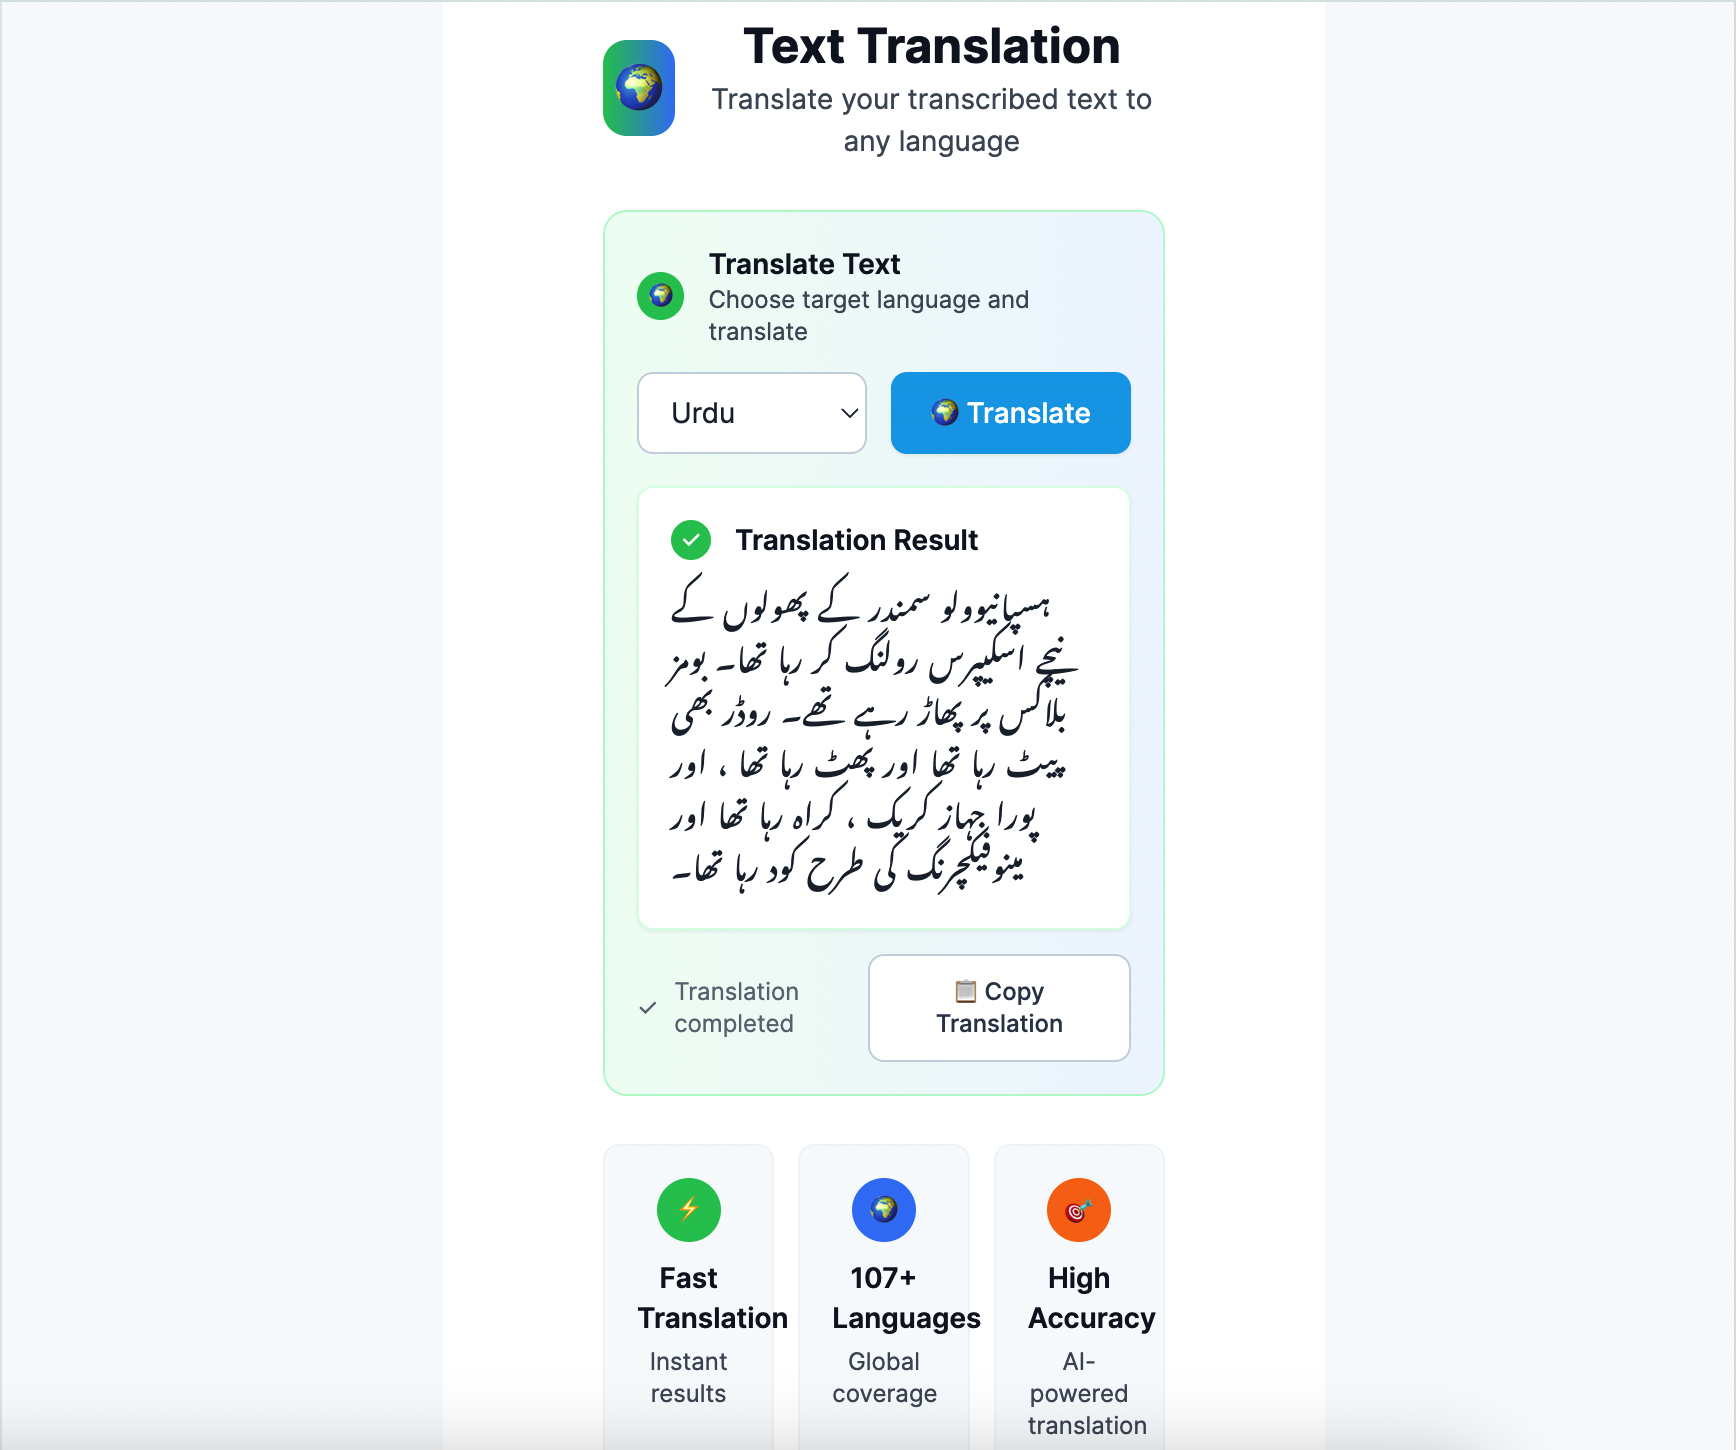 Text Translation
Translate your transcribed text to
any language
Translate Text
Choose target language and
translate
Urdu
Translate
Translation Result
ہسپانیوولو سمندر کے پھولوں کے
نیچے اسکیپرس رولنگ کر رہا تھا۔ بومز
بلاکس پر پھاڑ رہے تھے۔ روڈر بھی
پیٹ رہا تھا اور پھٹ رہا تھا ، اور
پورا جہاز کریک ، کراہ رہا تھا اور
مینوفیکچرنگ کی طرح کود رہا تھا۔
Translation
completed
Copy
Translation
Fast
Translation
Instant
results
107+
Languages
Global
coverage
High
Accuracy
AI-
powered
translation